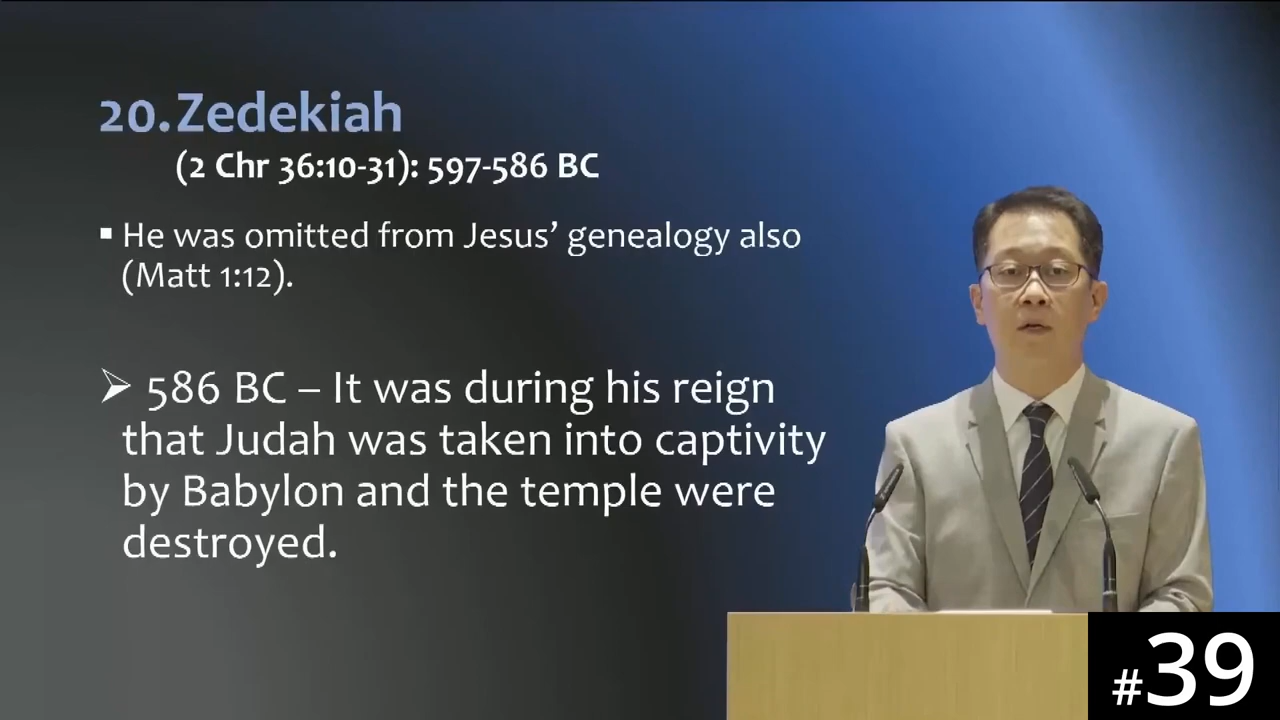 20. Zedekiah
(2 Chr 36:10-31): 597-586 BC
▪ He was omitted from Jesus’ genealogy also
(Matt 1:12).
➢ 586 BC – It was during his reign
that Judah was taken into captivity
by Babylon and the temple were
destroyed.
#39